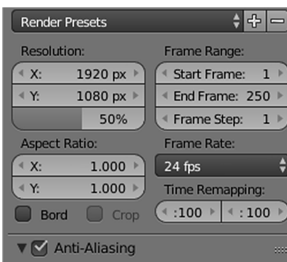 Render Presets
Resolution:
X: 1920 px
Y: 1080 px
50%
Aspect Ratio:
X: 1.000
Y: 1.000
Bord Crop
Frame Range:
Start Frame: 1
End Frame: 250
Frame Step: 1
Frame Rate:
24 fps
Time Remapping:
:100 : 100
Anti-Aliasing